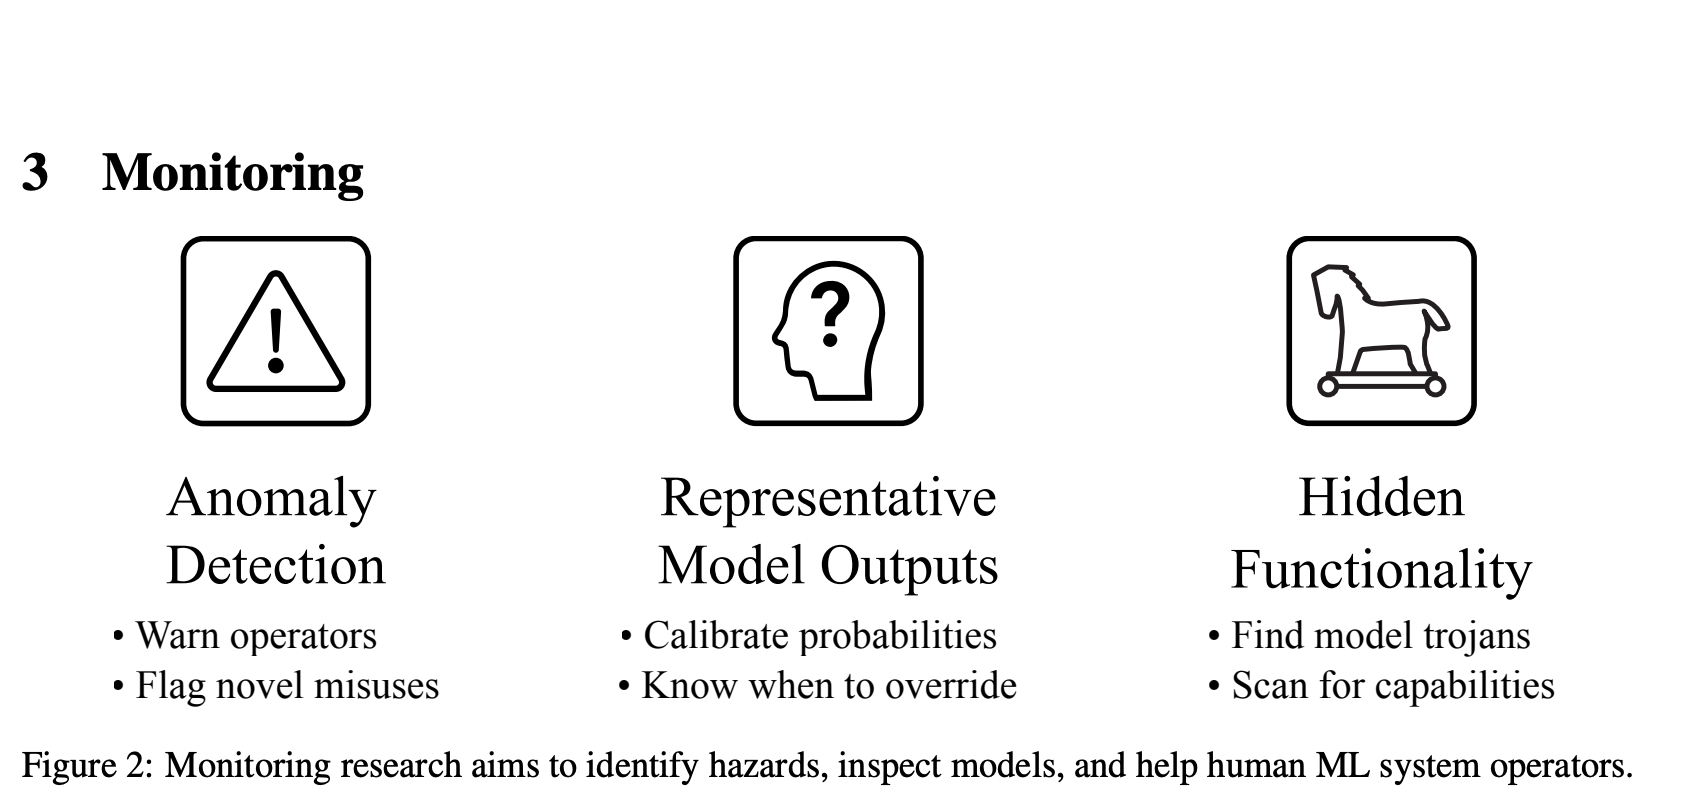 3 Monitoring
!
?
Anomaly
Detection
• Warn operators
• Flag novel misuses
Representative
Model Outputs
• Calibrate probabilities
• Know when to override
Hidden
Functionality
• Find model trojans
• Scan for capabilities
Figure 2: Monitoring research aims to identify hazards, inspect models, and help human ML system operators.